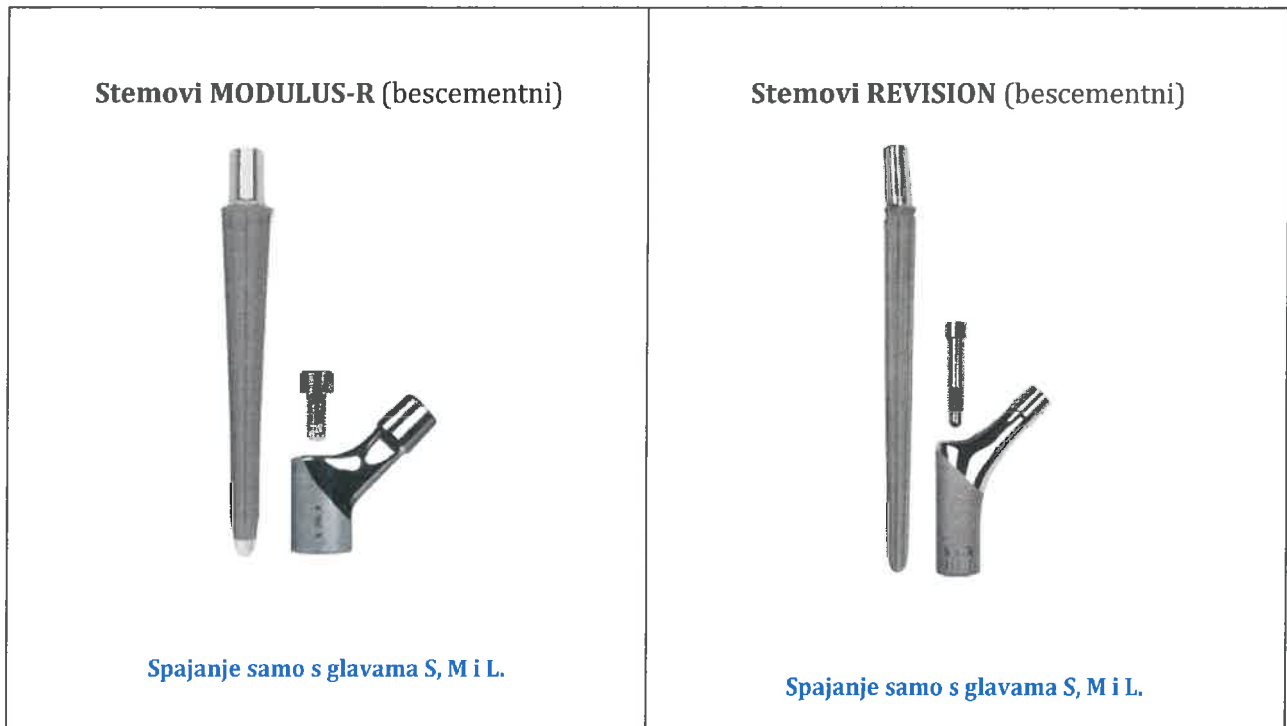 Stemovi MODULUS-R (bescementni)
Spajanje samo s glavama S, M i L.
Stemovi REVISION (bescementni)
Spajanje samo s glavama S, M i L.